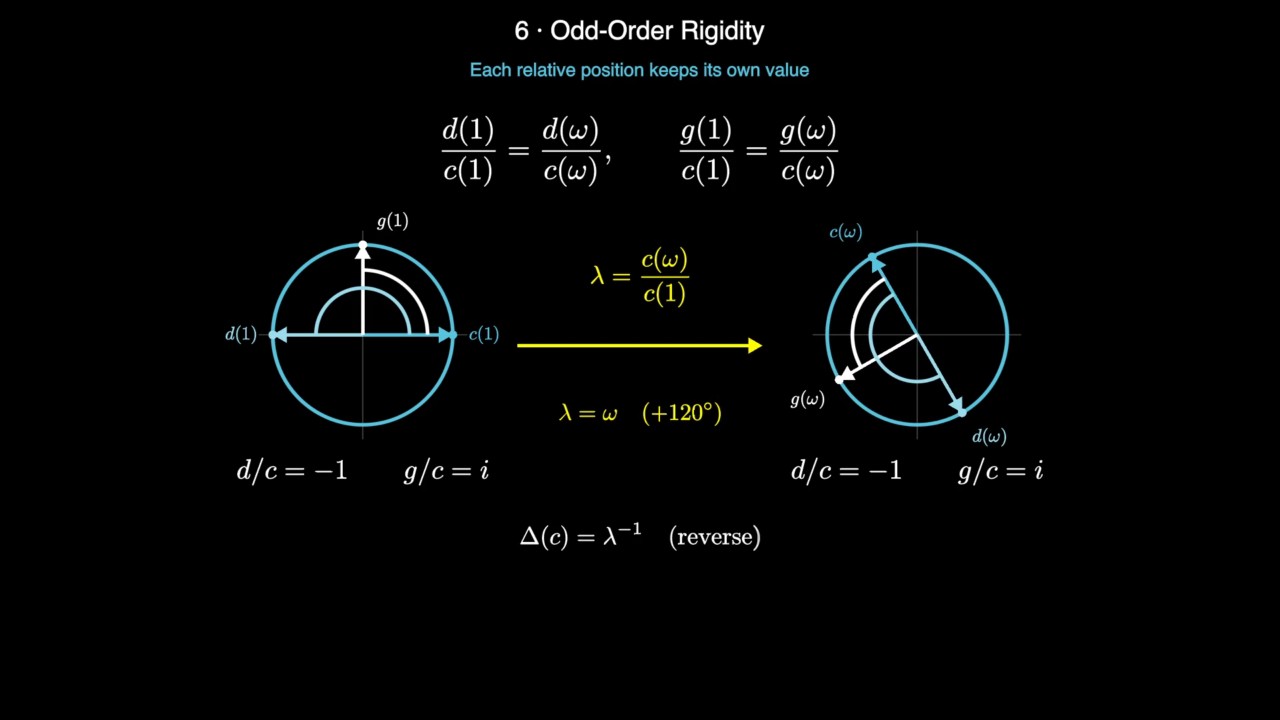 6 · Odd-Order Rigidity
Each relative position keeps its own value
d(1)/c(1) = d(ω)/c(ω), g(1)/c(1) = g(ω)/c(ω)
g(1)
d(1)
c(1)
λ = c(ω)/c(1)
λ = ω (+120°)
c(ω)
g(ω)
d(ω)
d/c = −1 g/c = i
d/c = −1 g/c = i
Δ(c) = λ⁻¹ (reverse)